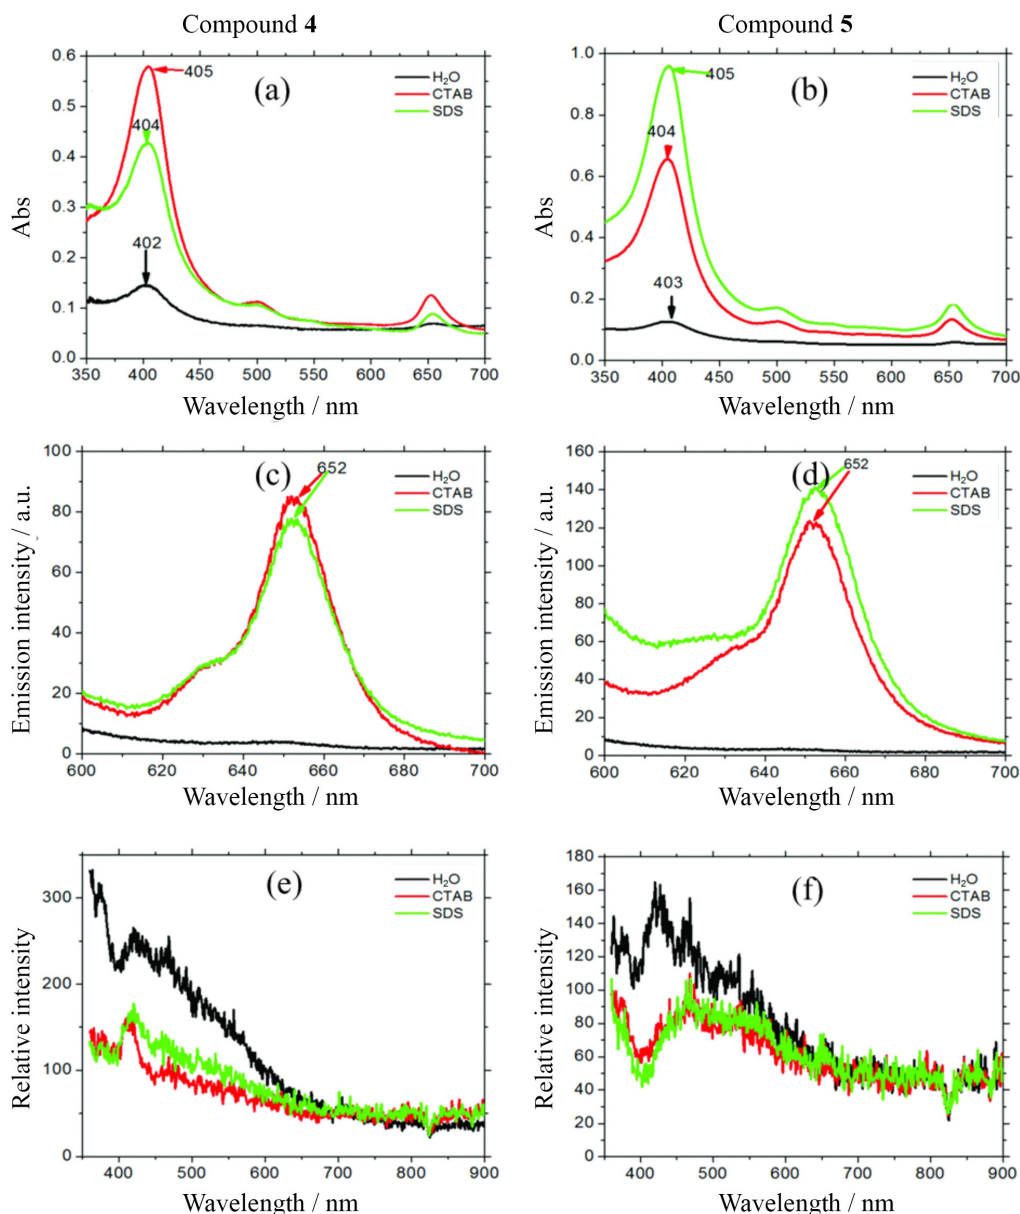 Compound 4
Compound 5
(a)
405
404
402
H₂O
CTAB
SDS
0.6
0.5
0.4
0.3
0.2
0.1
0.0
Abs
350 400 450 500 550 600 650 700
Wavelength / nm
(b)
405
404
403
H₂O
CTAB
SDS
1.0
0.8
0.6
0.4
0.2
0.0
Abs
350 400 450 500 550 600 650 700
Wavelength / nm
(c)
652
H₂O
CTAB
SDS
100
80
60
40
20
0
Emission intensity / a.u.
600 620 640 660 680 700
Wavelength / nm
(d)
652
H₂O
CTAB
SDS
160
140
120
100
80
60
40
20
0
Emission intensity / a.u.
600 620 640 660 680 700
Wavelength / nm
(e)
H₂O
CTAB
SDS
300
200
100
0
Relative intensity
400 500 600 700 800 900
Wavelength / nm
(f)
H₂O
CTAB
SDS
180
160
140
120
100
80
60
40
20
0
Relative intensity
400 500 600 700 800 900
Wavelength / nm